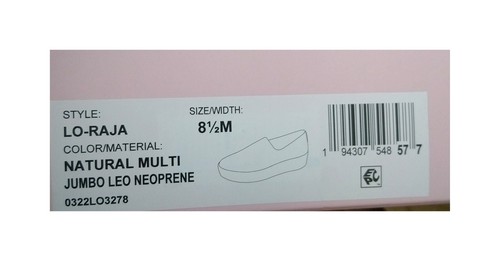 STYLE:
LO-RAJA
SIZE/WIDTH:
8½M
COLOR/MATERIAL:
NATURAL MULTI
JUMBO LEO NEOPRENE
0322LO3278
1 94307 548 57 7